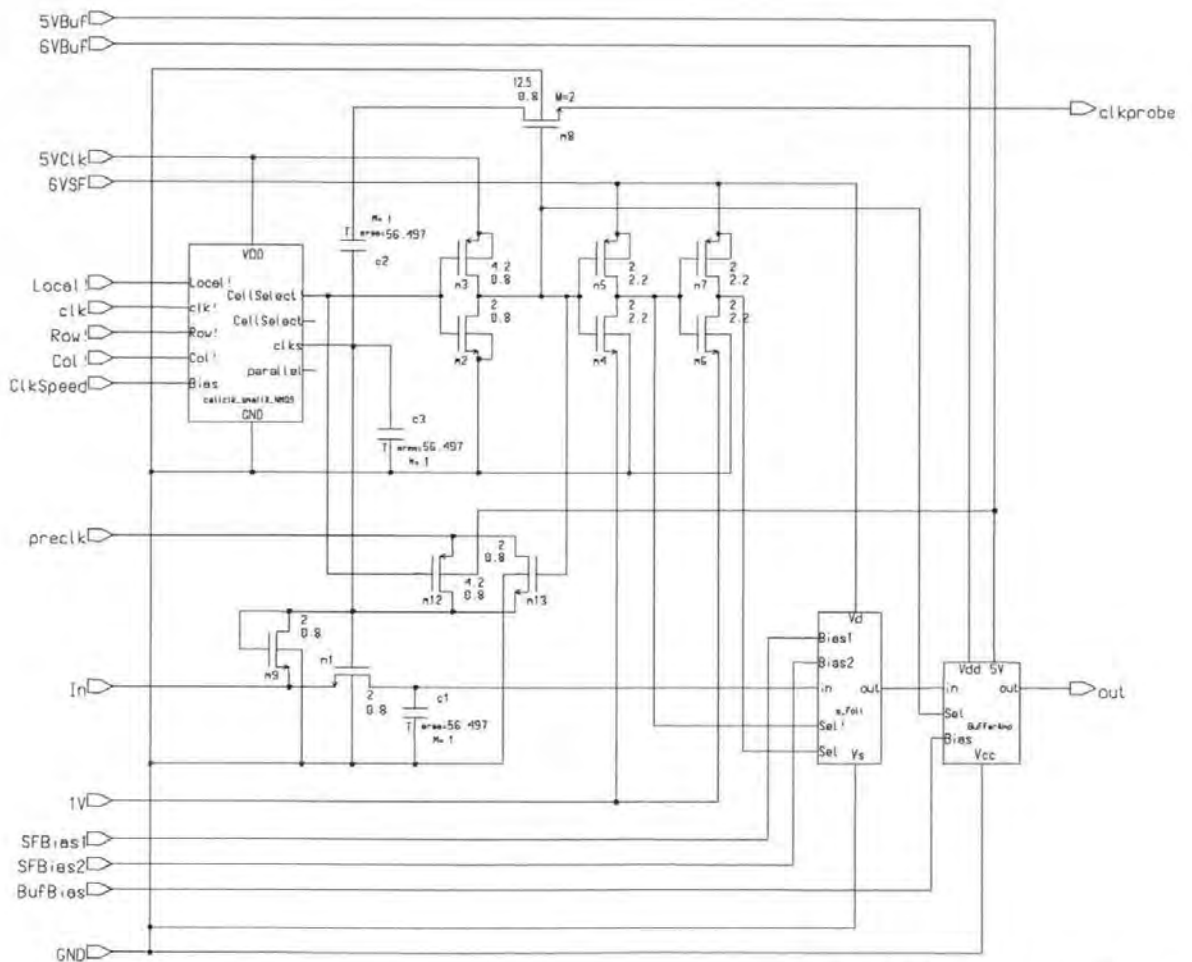 5VBuf
6VBuf
12.5
0.8
M=2
m8
clkprobe
5VClk
6VSF
M= 1
area=56.497
c2
VDD
Local!
Local!
clk
clk!
Row!
Row!
Col!
Col!
ClkSpeed
Bias
CellSelect!
CellSelect
clks
parallel
GND
m3
4.2
0.8
2
0.8
m2
m5
2
2.2
2
2.2
m4
m7
2
2.2
2
2.2
m6
c3
area=56.497
M= 1
preclk
2
0.8
4.2
0.8
m12
m13
2
0.8
m9
m1
2
0.8
In
c1
area=56.497
M= 1
Vd
Bias1
Bias2
in
out
s_foll
Sel!
Sel
Vs
Vdd 5V
in
out
Sel
BufferAmp
Bias
Vcc
out
1V
SFBias1
SFBias2
BufBias
GND